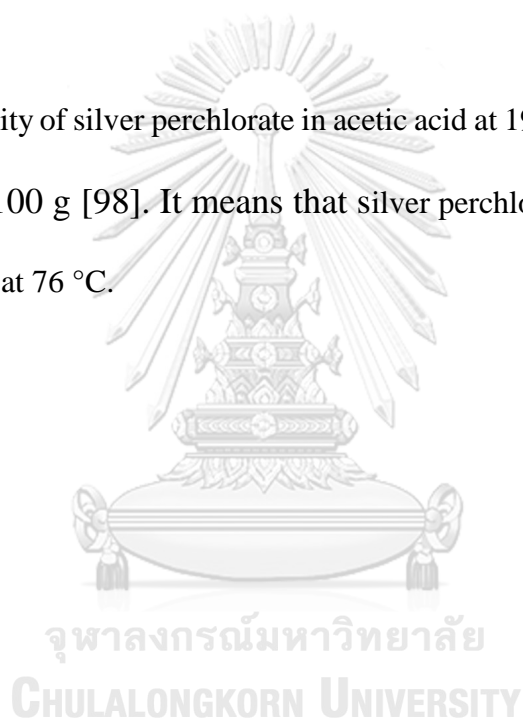 ity of silver perchlorate in acetic acid at 19
100 g [98]. It means that silver perchlo
at 76 °C.
จุฬาลงกรณ์มหาวิทยาลัย
CHULALONGKORN UNIVERSITY